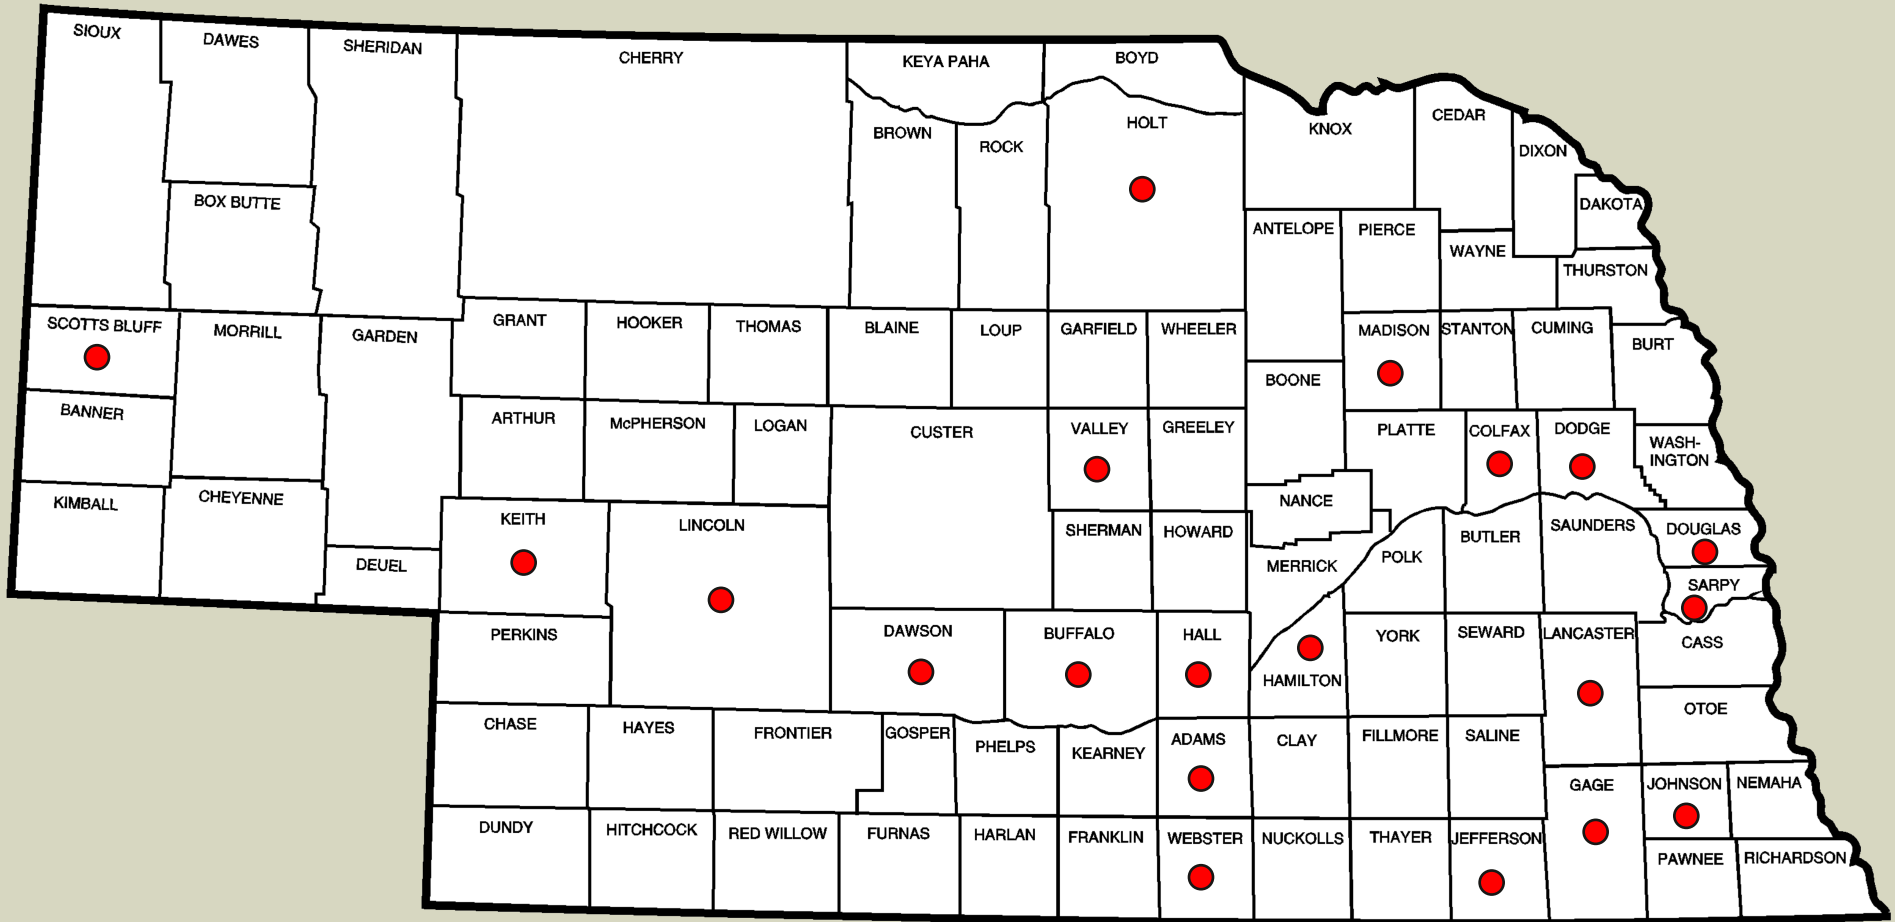 SIOUX
DAWES
SHERIDAN
CHERRY
KEYA PAHA
BOYD
BROWN
ROCK
HOLT
KNOX
CEDAR
DIXON
DAKOTA
BOX BUTTE
ANTELOPE
PIERCE
WAYNE
THURSTON
SCOTTS BLUFF
MORRILL
GARDEN
GRANT
HOOKER
THOMAS
BLAINE
LOUP
GARFIELD
WHEELER
MADISON
STANTON
CUMING
BURT
BOONE
BANNER
ARTHUR
McPHERSON
LOGAN
CUSTER
VALLEY
GREELEY
PLATTE
COLFAX
DODGE
WASH-
INGTON
KIMBALL
CHEYENNE
NANCE
KEITH
LINCOLN
SHERMAN
HOWARD
MERRICK
POLK
BUTLER
SAUNDERS
DOUGLAS
DEUEL
SARPY
PERKINS
DAWSON
BUFFALO
HALL
HAMILTON
YORK
SEWARD
LANCASTER
CASS
OTOE
CHASE
HAYES
FRONTIER
GOSPER
PHELPS
KEARNEY
ADAMS
CLAY
FILLMORE
SALINE
GAGE
JOHNSON
NEMAHA
DUNDY
HITCHCOCK
RED WILLOW
FURNAS
HARLAN
FRANKLIN
WEBSTER
NUCKOLLS
THAYER
JEFFERSON
PAWNEE
RICHARDSON